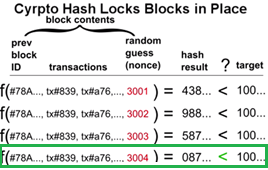 Cyrpto Hash Locks Blocks in Place
block contents
prev block ID transactions random guess (nonce) hash result ? target
f(#78A..., tx#839, tx#a76,..., 3001 ) = 438... < 100...
f(#78A..., tx#839, tx#a76,..., 3002 ) = 988... < 100...
f(#78A..., tx#839, tx#a76,..., 3003 ) = 587... < 100...
f(#78A..., tx#839, tx#a76,..., 3004 ) = 087... < 100...